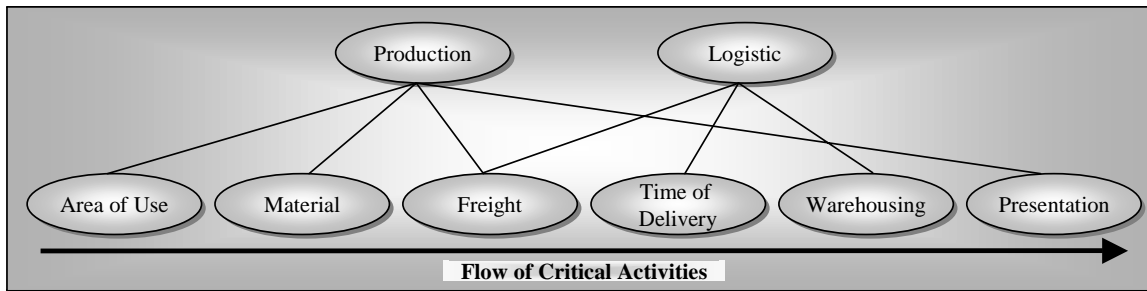 Production
Logistic
Area of Use
Material
Freight
Time of
Delivery
Warehousing
Presentation
Flow of Critical Activities